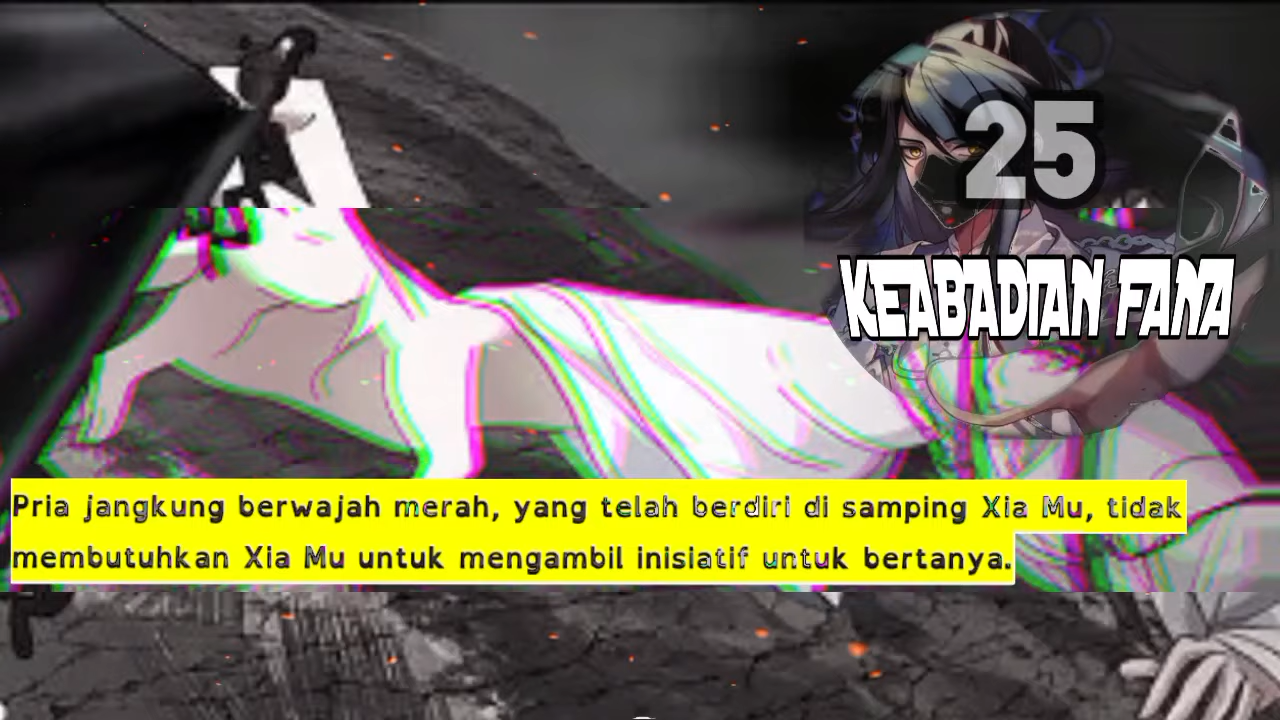 25
KEABADIAN FANA
Pria jangkung berwajah merah, yang telah berdiri di samping Xia Mu, tidak
membutuhkan Xia Mu untuk mengambil inisiatif untuk bertanya.